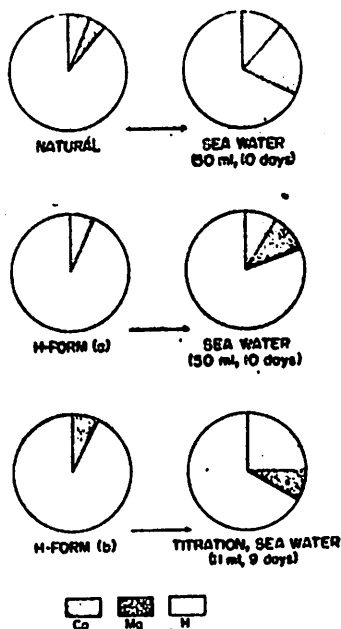 NATURAL
SEA WATER
(50 ml, 10 days)
H-FORM (a)
SEA WATER
(50 ml, 10 days)
H-FORM (b)
TITRATION, SEA WATER
(11 ml, 9 days)
Ca Mg H